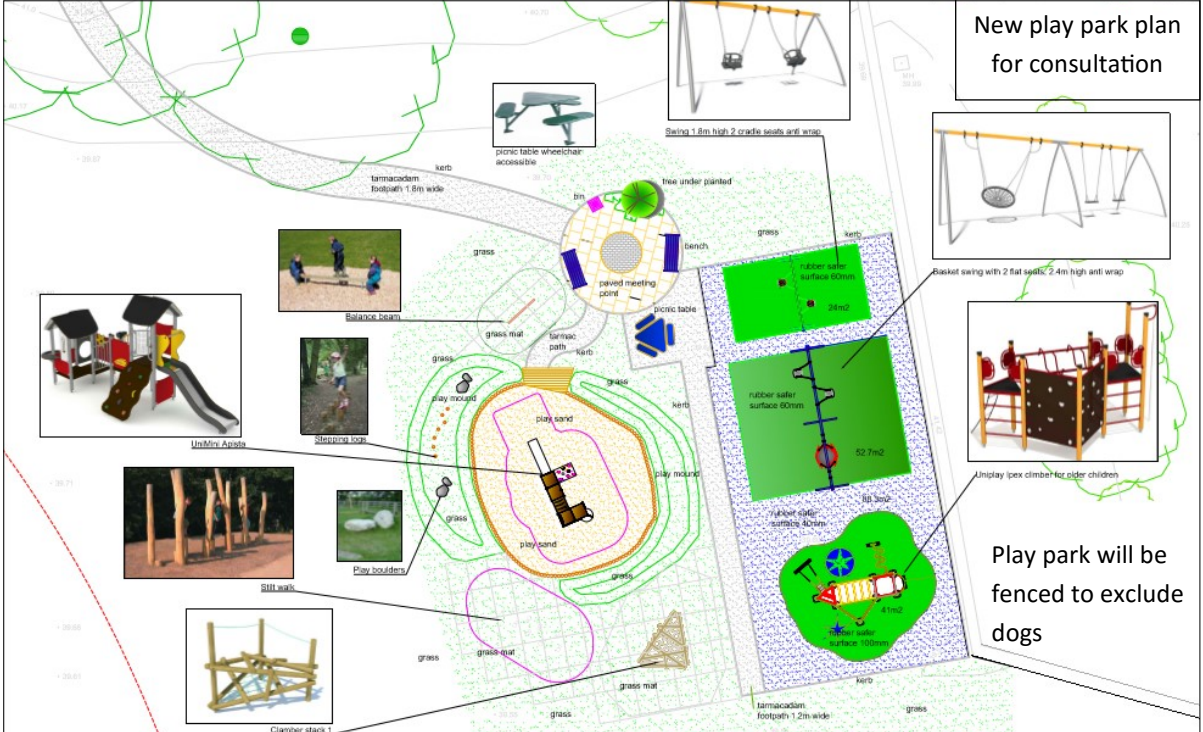 New play park plan
for consultation
picnic table wheelchair
accessible
Swing 1.8m high 2 cradle seats anti wrap
kerb
tarmacadam
footpath 1.8m wide
tree under planted
bin
grass
kerb
bench
grass
rubber safer
surface 60mm
Basket swing with 2 flat seats, 2.4m high anti wrap
paved meeting
point
24m2
picnic table
Balance beam
grass mat
tarmac
path
kerb
grass
grass
play mound
rubber safer
surface 60mm
kerb
play sand
Stepping logs
UniMini Apista
52.7m2
play mound
Uniplay Ipex climber for older children
88.3m2
rubber safer
surface 40mm
grass
play sand
Play boulders
Play park will be
fenced to exclude
dogs
grass
Stilt walk
41m2
rubber safer
surface 100mm
grass mat
grass
grass mat
kerb
tarmacadam
footpath 1.2m wide
grass
grass
Clamber stack 1